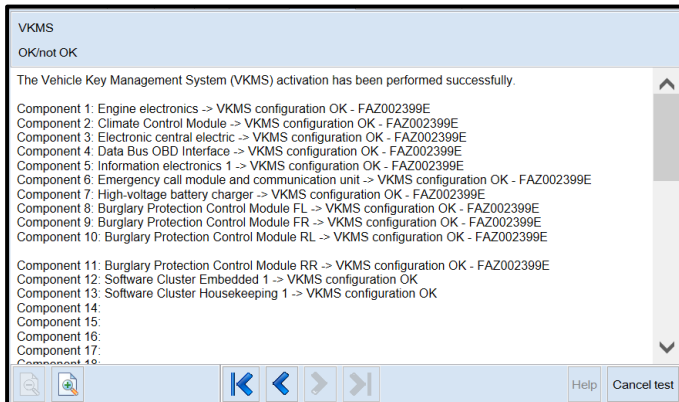 VKMS
OK/not OK
The Vehicle Key Management System (VKMS) activation has been performed successfully.
Component 1: Engine electronics -> VKMS configuration OK - FAZ002399E
Component 2: Climate Control Module -> VKMS configuration OK - FAZ002399E
Component 3: Electronic central electric -> VKMS configuration OK - FAZ002399E
Component 4: Data Bus OBD Interface -> VKMS configuration OK - FAZ002399E
Component 5: Information electronics 1 -> VKMS configuration OK - FAZ002399E
Component 6: Emergency call module and communication unit -> VKMS configuration OK - FAZ002399E
Component 7: High-voltage battery charger -> VKMS configuration OK - FAZ002399E
Component 8: Burglary Protection Control Module FL -> VKMS configuration OK - FAZ002399E
Component 9: Burglary Protection Control Module FR -> VKMS configuration OK - FAZ002399E
Component 10: Burglary Protection Control Module RL -> VKMS configuration OK - FAZ002399E
Component 11: Burglary Protection Control Module RR -> VKMS configuration OK - FAZ002399E
Component 12: Software Cluster Embedded 1 -> VKMS configuration OK
Component 13: Software Cluster Housekeeping 1 -> VKMS configuration OK
Component 14:
Component 15:
Component 16:
Component 17:
Component 18:
Help Cancel test